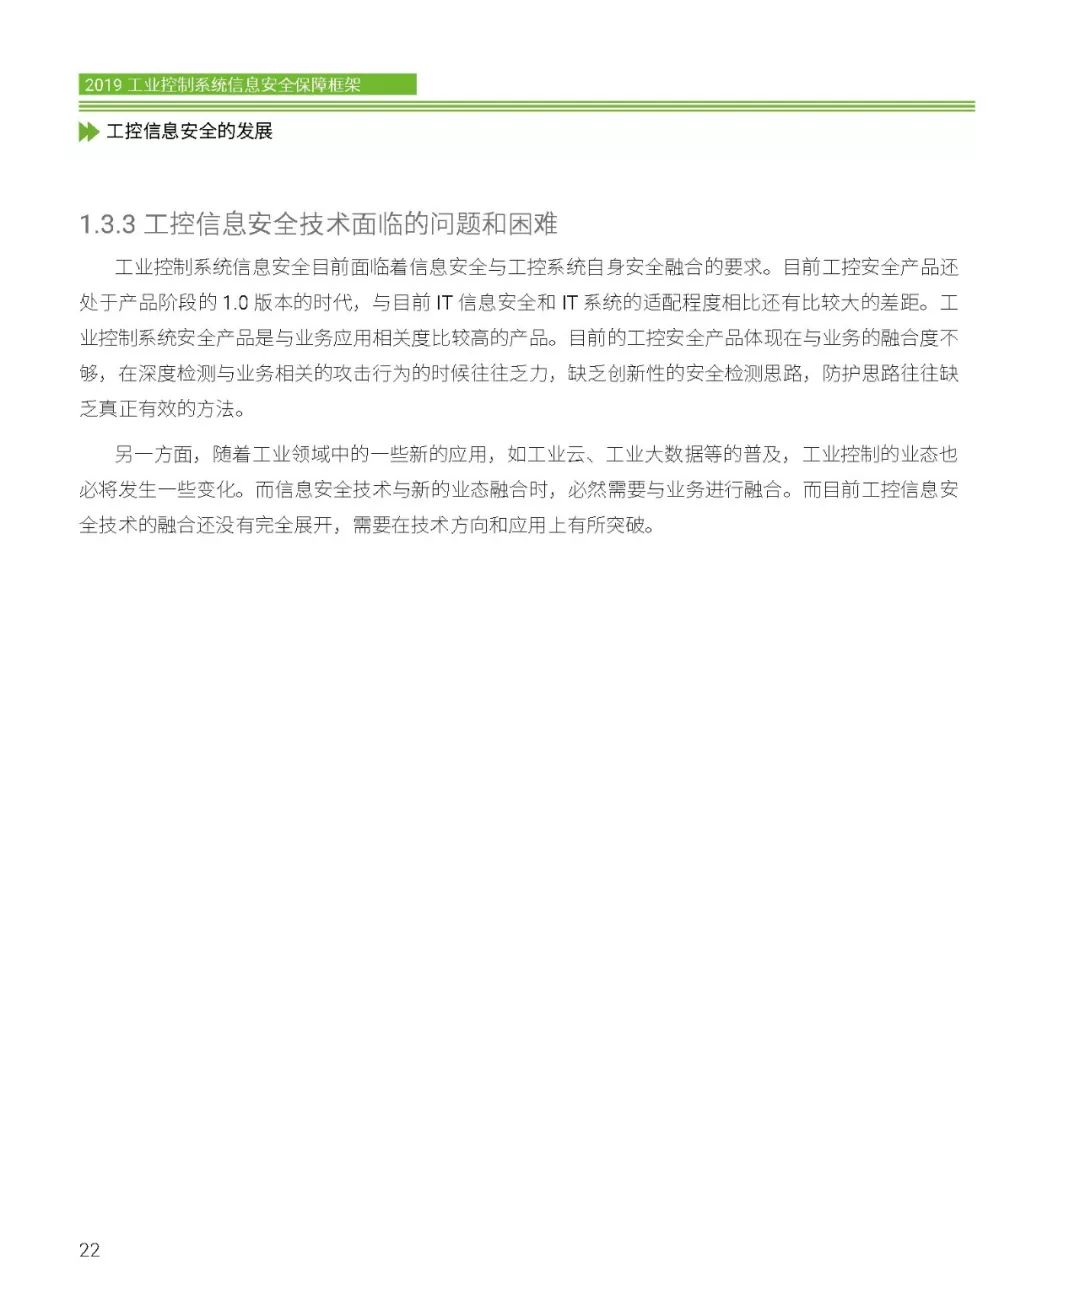 2019 工业控制系统信息安全保障框架
工控信息安全的发展
1.3.3 工控信息安全技术面临的问题和困难
工业控制系统信息安全目前面临着信息安全与工控系统自身安全融合的要求。目前工控安全产品还
处于产品阶段的 1.0 版本的时代，与目前 IT 信息安全和 IT 系统的适配程度相比还有比较大的差距。工
业控制系统安全产品是与业务应用相关度比较高的产品。目前的工控安全产品体现在与业务的融合度不
够，在深度检测与业务相关的攻击行为的时候往往乏力，缺乏创新性的安全检测思路，防护思路往往缺
乏真正有效的方法。
另一方面，随着工业领域中的一些新的应用，如工业云、工业大数据等的普及，工业控制的业态也
必将发生一些变化。而信息安全技术与新的业态融合时，必然需要与业务进行融合。而目前工控信息安
全技术的融合还没有完全展开，需要在技术方向和应用上有所突破。
22